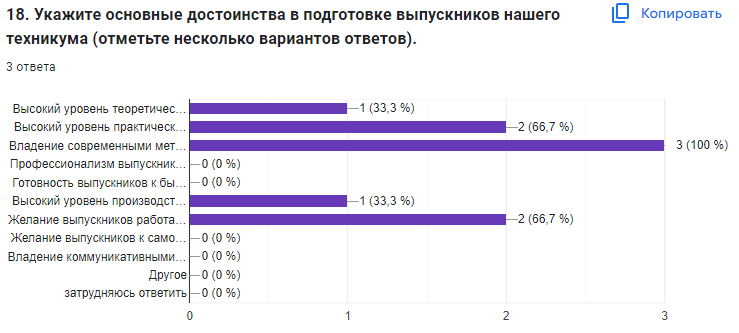 18. Укажите основные достоинства в подготовке выпускников нашего
техникума (отметьте несколько вариантов ответов).
Копировать
3 ответа
Высокий уровень теоретичес… 1 (33,3 %)
Высокий уровень практическ… 2 (66,7 %)
Владение современными мет… 3 (100 %)
Профессионализм выпускник… 0 (0 %)
Готовность выпускников к бы… 0 (0 %)
Высокий уровень производст… 1 (33,3 %)
Желание выпускников работа… 2 (66,7 %)
Желание выпускников к само… 0 (0 %)
Владение коммуникативными… 0 (0 %)
Другое 0 (0 %)
затрудняюсь ответить 0 (0 %)
0 1 2 3